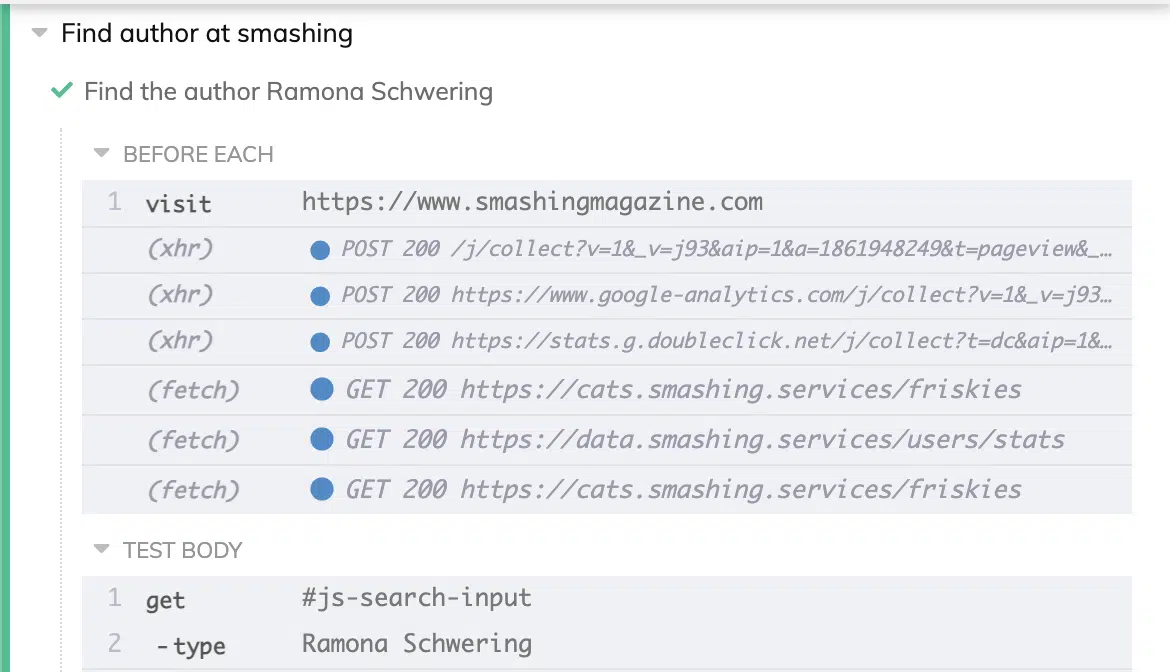 Find author at smashing
Find the author Ramona Schwering
BEFORE EACH
1 visit https://www.smashingmagazine.com
(xhr) POST 200 /j/collect?v=1&_v=j93&aip=1&a=1861948249&t=pageview&_…
(xhr) POST 200 https://www.google-analytics.com/j/collect?v=1&_v=j93…
(xhr) POST 200 https://stats.g.doubleclick.net/j/collect?t=dc&aip=1&…
(fetch) GET 200 https://cats.smashing.services/friskies
(fetch) GET 200 https://data.smashing.services/users/stats
(fetch) GET 200 https://cats.smashing.services/friskies
TEST BODY
1 get #js-search-input
2 -type Ramona Schwering